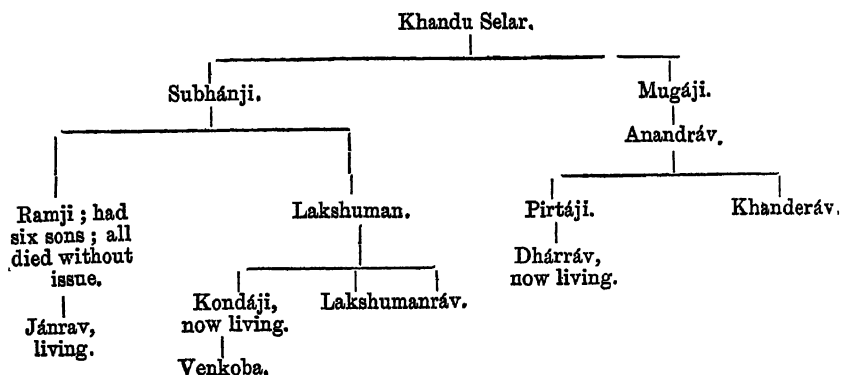 Khandu Selar.
Subhánji.
Mugáji.
Anandráv.
Ramji ; had
six sons ; all
died without
issue.
Lakshuman.
Pirtáji.
Khanderáv.
Dhárráv,
now living.
Jánrav,
living.
Kondáji,
now living.
Lakshumanráv.
Venkoba.